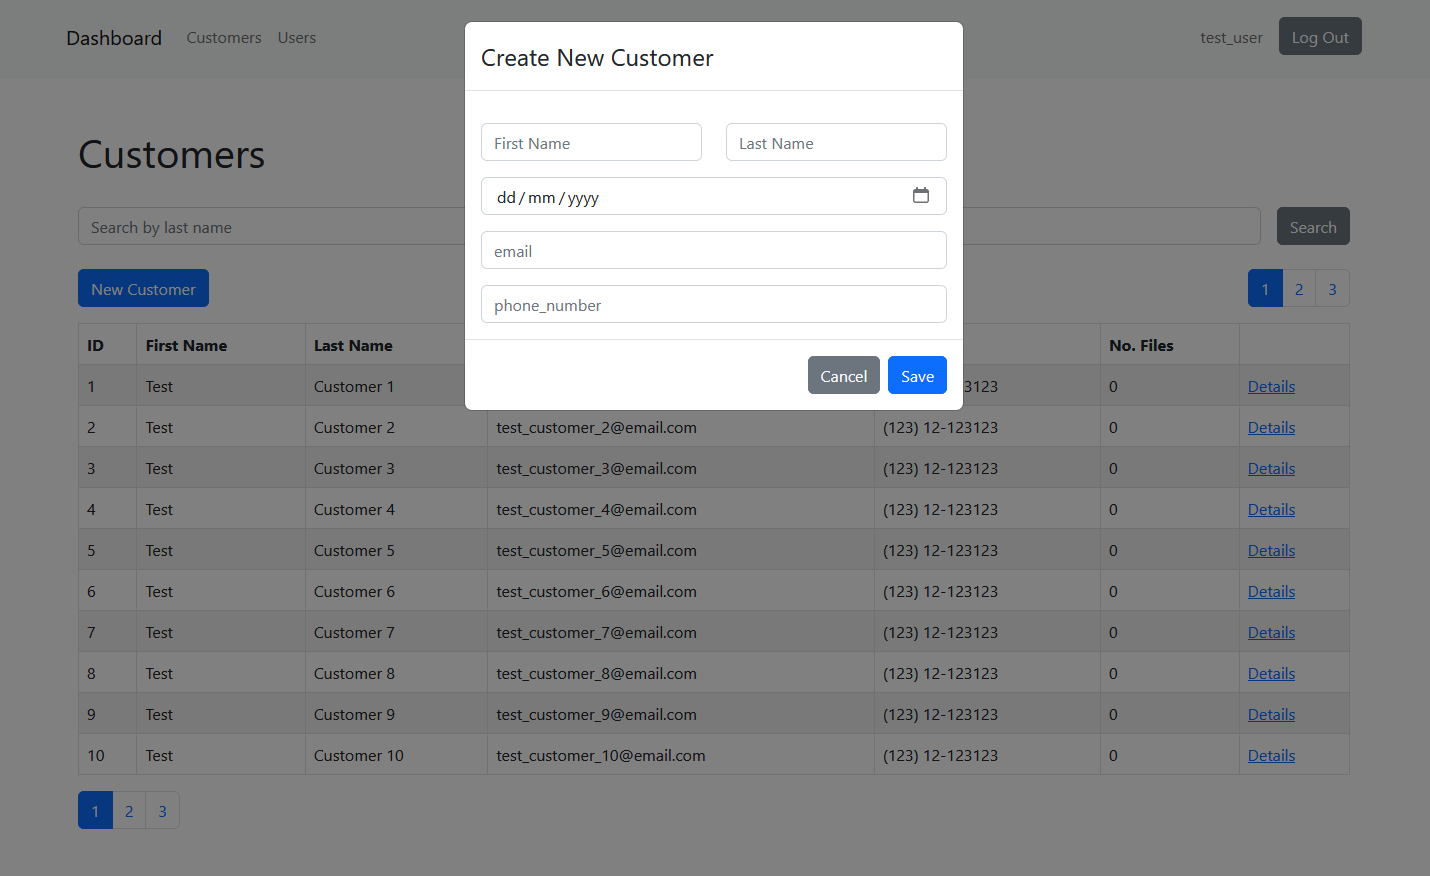 Dashboard Customers Users test_user Log Out
Create New Customer
First Name Last Name
dd/mm/yyyy
email
phone_number
Cancel Save
Customers
Search by last name Search
New Customer 1 2 3
ID First Name Last Name No. Files
1 Test Customer 1 23123 0 Details
2 Test Customer 2 test_customer_2@email.com (123) 12-123123 0 Details
3 Test Customer 3 test_customer_3@email.com (123) 12-123123 0 Details
4 Test Customer 4 test_customer_4@email.com (123) 12-123123 0 Details
5 Test Customer 5 test_customer_5@email.com (123) 12-123123 0 Details
6 Test Customer 6 test_customer_6@email.com (123) 12-123123 0 Details
7 Test Customer 7 test_customer_7@email.com (123) 12-123123 0 Details
8 Test Customer 8 test_customer_8@email.com (123) 12-123123 0 Details
9 Test Customer 9 test_customer_9@email.com (123) 12-123123 0 Details
10 Test Customer 10 test_customer_10@email.com (123) 12-123123 0 Details
1 2 3